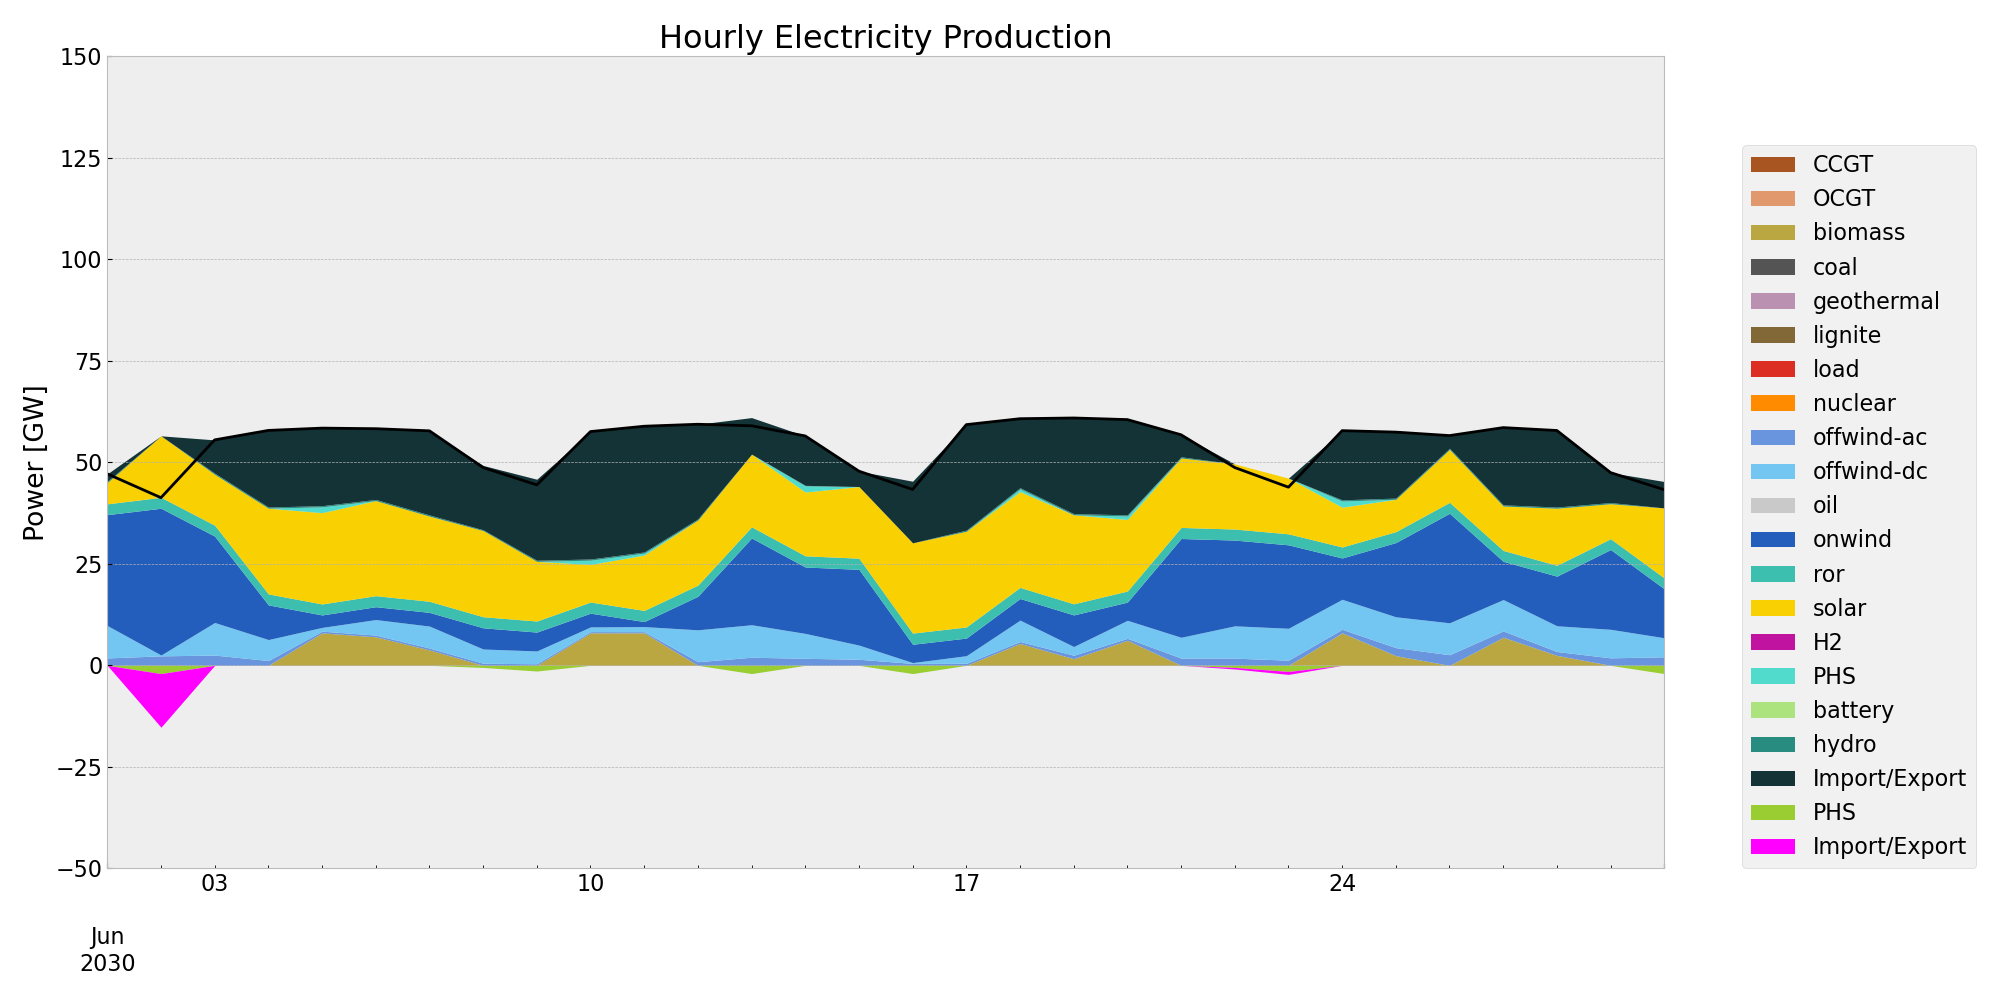 Hourly Electricity Production
Power [GW]
150
125
100
75
50
25
0
−25
−50
03
10
17
24
Jun
2030
CCGT
OCGT
biomass
coal
geothermal
lignite
load
nuclear
offwind-ac
offwind-dc
oil
onwind
ror
solar
H2
PHS
battery
hydro
Import/Export
PHS
Import/Export